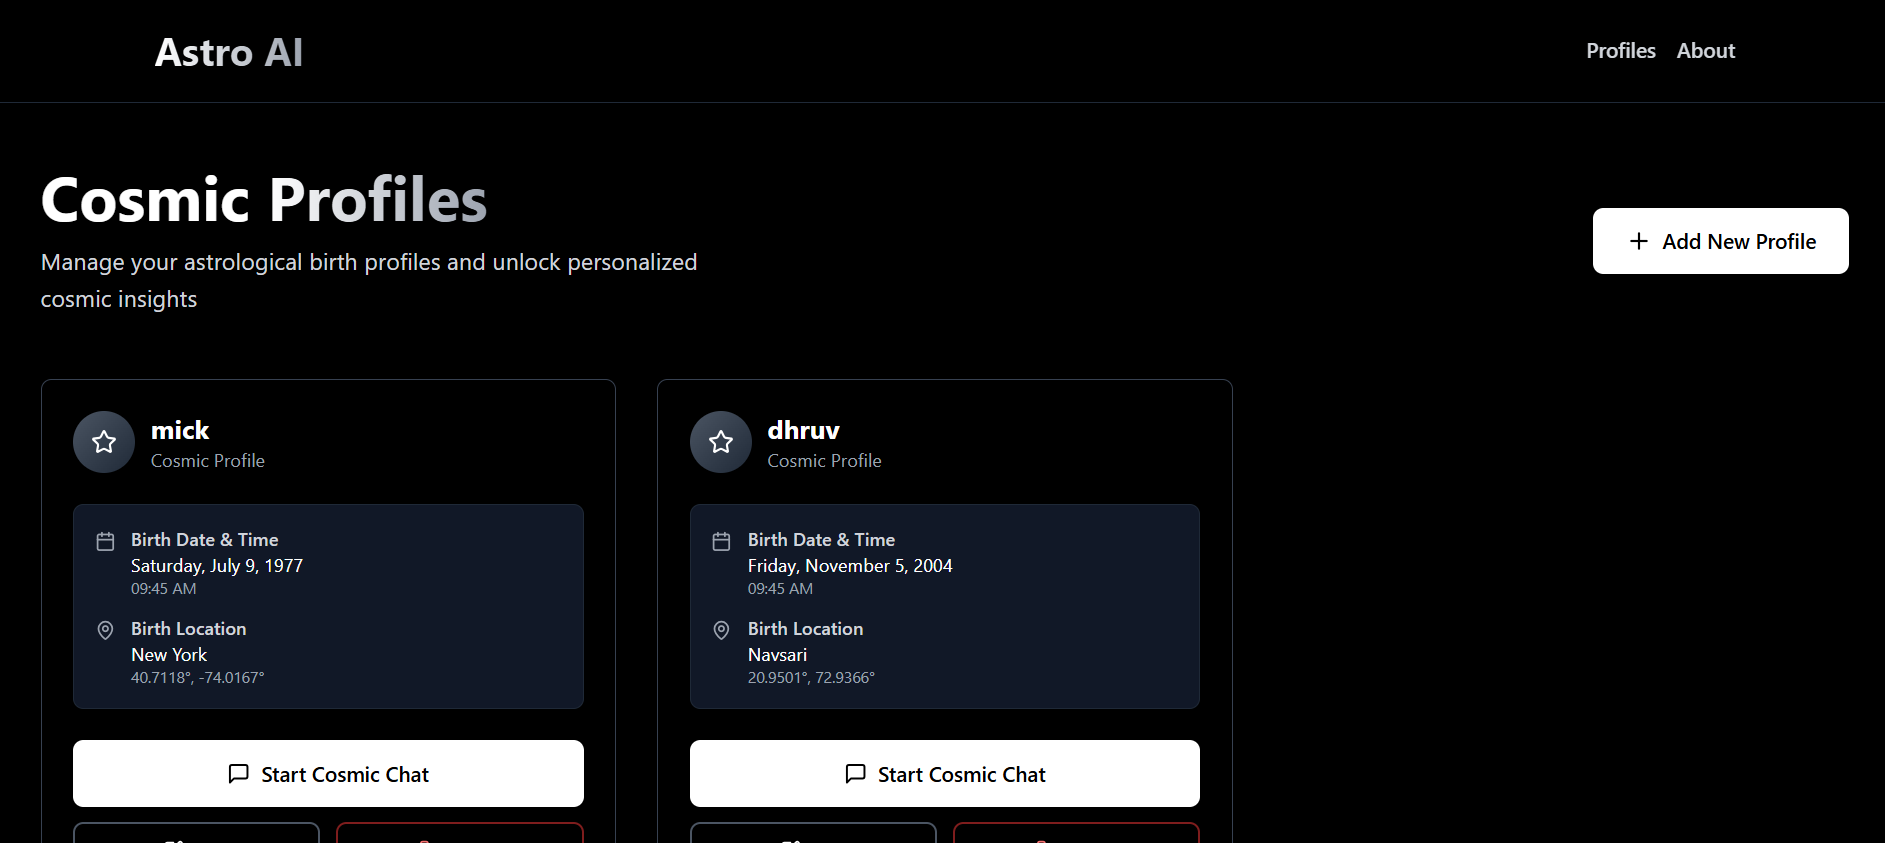 Astro AI
Profiles
About
Cosmic Profiles
Manage your astrological birth profiles and unlock personalized
cosmic insights
Add New Profile
mick
Cosmic Profile
Birth Date & Time
Saturday, July 9, 1977
09:45 AM
Birth Location
New York
40.7118°, -74.0167°
Start Cosmic Chat
dhruv
Cosmic Profile
Birth Date & Time
Friday, November 5, 2004
09:45 AM
Birth Location
Navsari
20.9501°, 72.9366°
Start Cosmic Chat